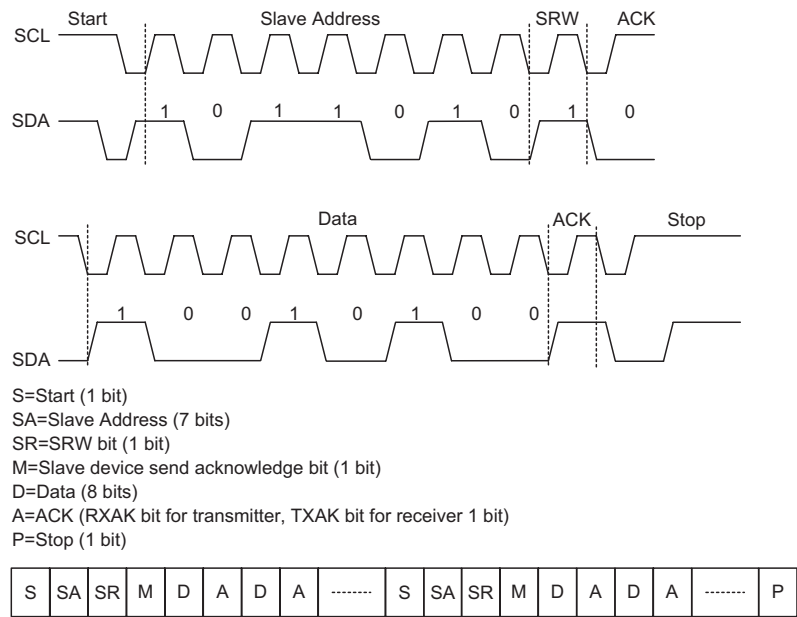 Start Slave Address SRW ACK
SCL
SDA 1 0 1 1 0 1 0 1 0
Data ACK Stop
SCL
1 0 0 1 0 1 0 0
SDA
S=Start (1 bit)
SA=Slave Address (7 bits)
SR=SRW bit (1 bit)
M=Slave device send acknowledge bit (1 bit)
D=Data (8 bits)
A=ACK (RXAK bit for transmitter, TXAK bit for receiver 1 bit)
P=Stop (1 bit)
S SA SR M D A D A -------- S SA SR M D A D A -------- P